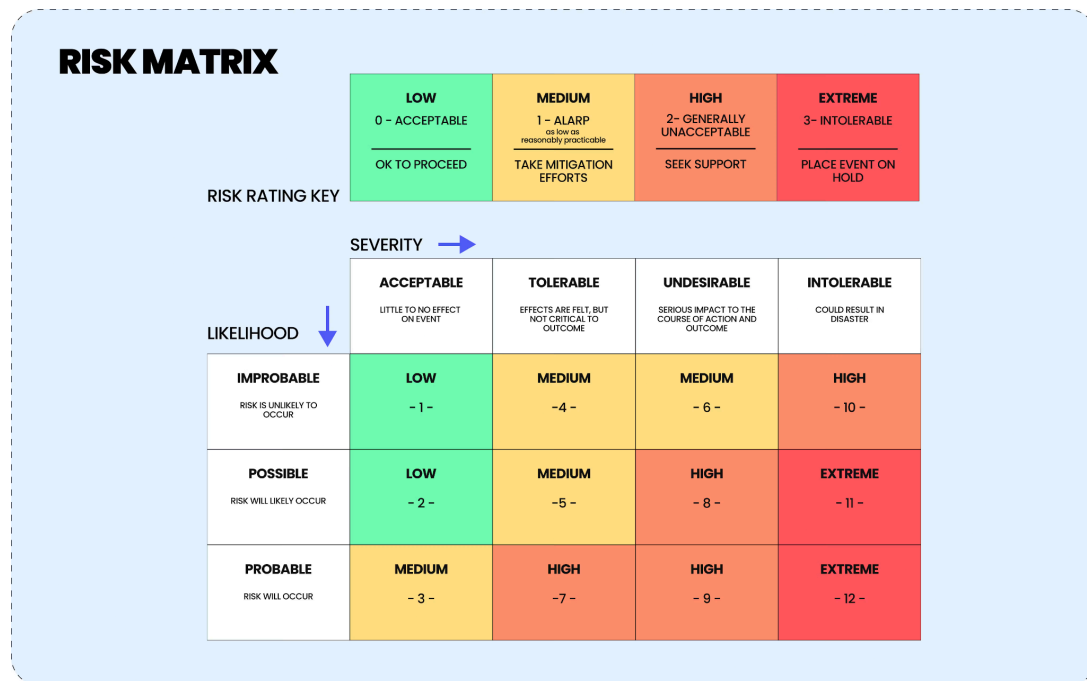 RISK MATRIX
LOW
0 - ACCEPTABLE
OK TO PROCEED
MEDIUM
1 - ALARP
as low as
reasonably practicable
TAKE MITIGATION
EFFORTS
HIGH
2- GENERALLY
UNACCEPTABLE
SEEK SUPPORT
EXTREME
3- INTOLERABLE
PLACE EVENT ON
HOLD
RISK RATING KEY
SEVERITY
LIKELIHOOD
ACCEPTABLE
LITTLE TO NO EFFECT
ON EVENT
TOLERABLE
EFFECTS ARE FELT, BUT
NOT CRITICAL TO
OUTCOME
UNDESIRABLE
SERIOUS IMPACT TO THE
COURSE OF ACTION AND
OUTCOME
INTOLERABLE
COULD RESULT IN
DISASTER
IMPROBABLE
RISK IS UNLIKELY TO
OCCUR
LOW
- 1 -
MEDIUM
-4 -
MEDIUM
- 6 -
HIGH
- 10 -
POSSIBLE
RISK WILL LIKELY OCCUR
LOW
- 2 -
MEDIUM
-5 -
HIGH
- 8 -
EXTREME
- 11 -
PROBABLE
RISK WILL OCCUR
MEDIUM
- 3 -
HIGH
-7 -
HIGH
- 9 -
EXTREME
- 12 -